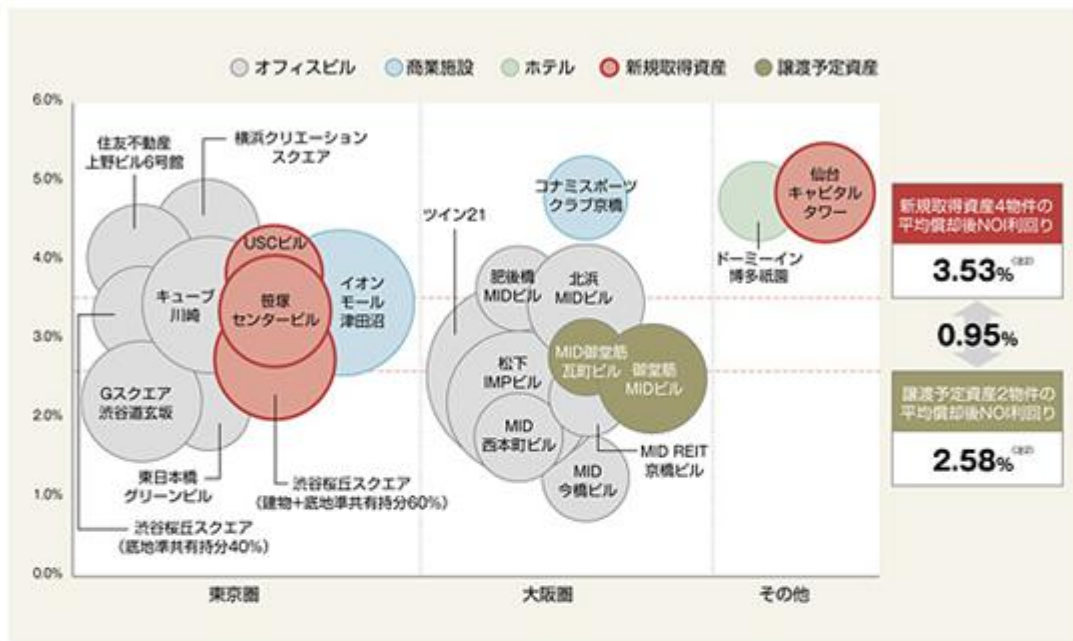 オフィスビル 商業施設 ホテル 新規取得資産 譲渡予定資産
6.0%
5.0%
4.0%
3.0%
2.0%
1.0%
0.0%
住友不動産
上野ビル6号館
横浜クリエーション
スクエア
USCビル
キューブ
川崎
笹塚
センタービル
イオン
モール
津田沼
Gスクエア
渋谷道玄坂
東日本橋
グリーンビル
渋谷桜丘スクエア
(建物+底地準共有持分60%)
渋谷桜丘スクエア
(底地準共有持分40%)
東京圏
ツイン21
コナミスポーツ
クラブ京橋
肥後橋
MIDビル
北浜
MIDビル
MID御堂筋
瓦町ビル
御堂筋
MIDビル
松下
IMPビル
MID
西本町ビル
MID REIT
京橋ビル
MID
今橋ビル
大阪圏
仙台
キャピタル
タワー
ドーミーイン
博多祇園
その他
新規取得資産4物件の
平均償却後NOI利回り
3.53%(注2)
0.95%
譲渡予定資産2物件の
平均償却後NOI利回り
2.58%(注2)